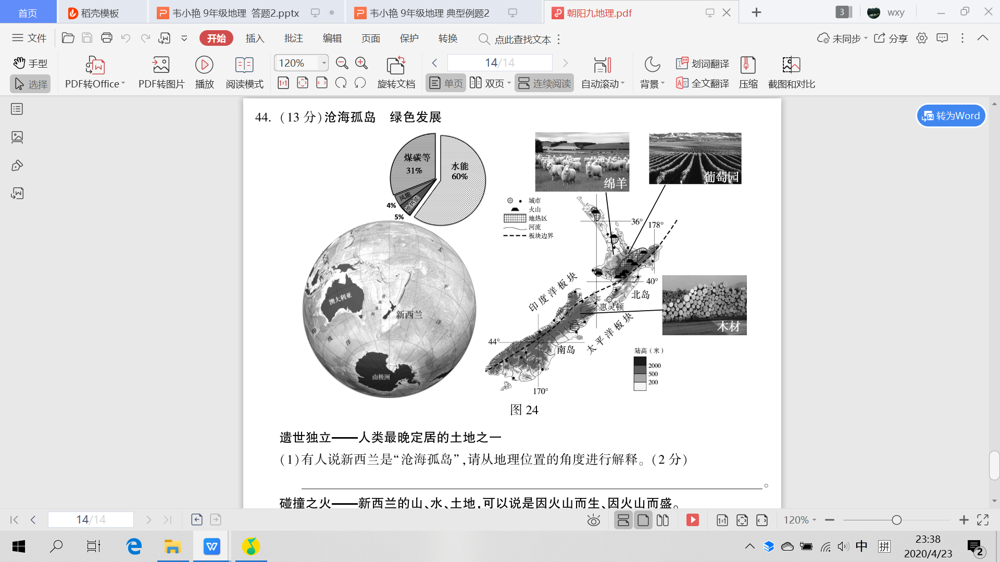 首页
稻壳模板
韦小艳 9年级地理 答题2.pptx
韦小艳 9年级地理 典型例题2
朝阳九地理.pdf
3
wxy
文件
开始
插入
批注
编辑
页面
保护
转换
点此查找文本
未同步
分享
手型
选择
PDF转Office
PDF转图片
播放
阅读模式
120%
旋转文档
14/14
单页
双页
连续阅读
自动滚动
背景
划词翻译
全文翻译
压缩
截图和对比
转为Word
44. (13 分)沧海孤岛 绿色发展
煤碳等
31%
水能
60%
风能
4%
地热能
5%
绵羊
葡萄园
城市
火山
地热区
河流
板块边界
36°
178°
40°
北岛
印度洋板块
惠灵顿
太平洋板块
木材
44°
南岛
170°
陆高（米）
2000
500
200
澳大利亚
塔斯曼海
新西兰
太平洋
印度洋
南极洲
图 24
遗世独立——人类最晚定居的土地之一
(1)有人说新西兰是“沧海孤岛”,请从地理位置的角度进行解释。(2 分)
。
碰撞之火——新西兰的山、水、土地,可以说是因火山而生、因火山而盛。
14/14
120%
中
拼
23:38
2020/4/23
2